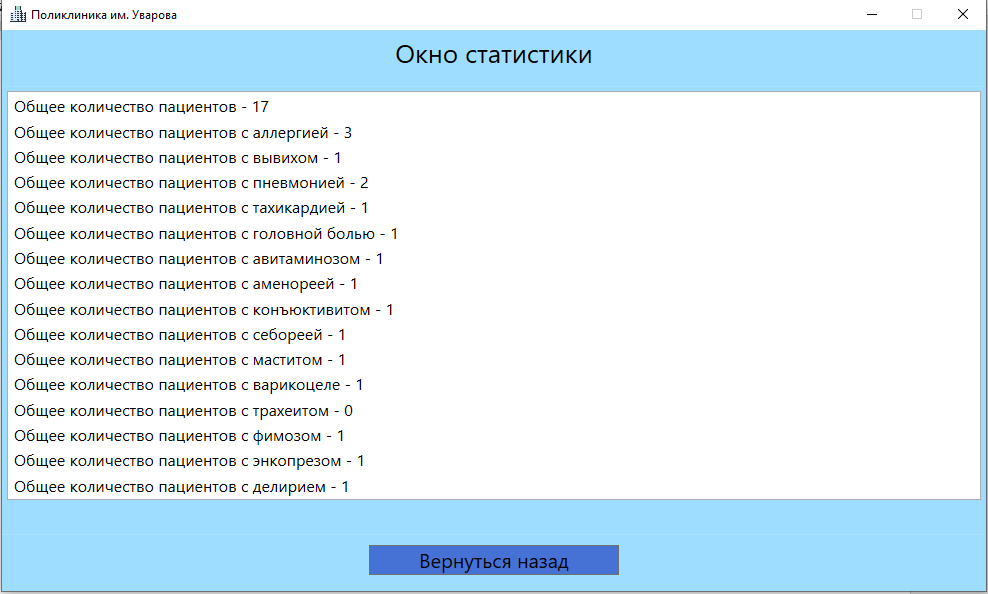 Поликлиника им. Уварова
Окно статистики
Общее количество пациентов - 17
Общее количество пациентов с аллергией - 3
Общее количество пациентов с вывихом - 1
Общее количество пациентов с пневмонией - 2
Общее количество пациентов с тахикардией - 1
Общее количество пациентов с головной болью - 1
Общее количество пациентов с авитаминозом - 1
Общее количество пациентов с аменореей - 1
Общее количество пациентов с конъюктивитом - 1
Общее количество пациентов с себореей - 1
Общее количество пациентов с маститом - 1
Общее количество пациентов с варикоцеле - 1
Общее количество пациентов с трахеитом - 0
Общее количество пациентов с фимозом - 1
Общее количество пациентов с энкопрезом - 1
Общее количество пациентов с делирием - 1
Вернуться назад